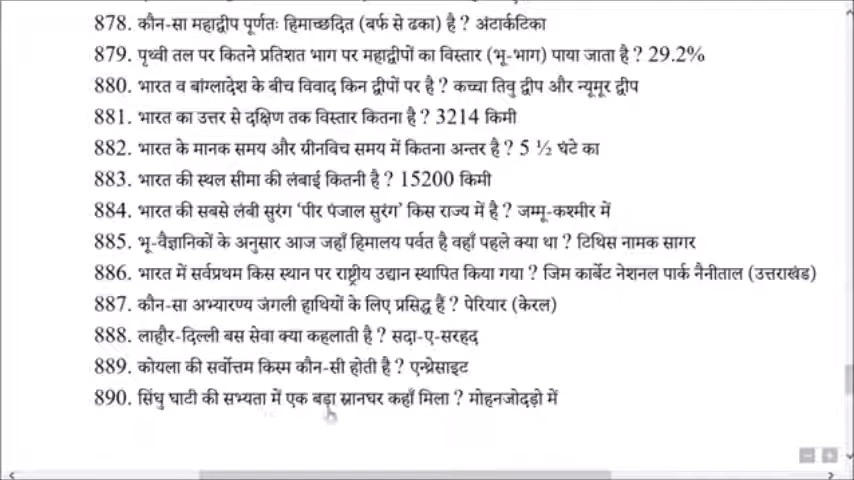 878. कौन-सा महाद्वीप पूर्णतः हिमाच्छदित (बर्फ से ढका) है ? अंटार्कटिका
879. पृथ्वी तल पर कितने प्रतिशत भाग पर महाद्वीपों का विस्तार (भू-भाग) पाया जाता है ? 29.2%
880. भारत व बांग्लादेश के बीच विवाद किन द्वीपों पर है ? कच्चा तिवु द्वीप और न्यूमूर द्वीप
881. भारत का उत्तर से दक्षिण तक विस्तार कितना है ? 3214 किमी
882. भारत के मानक समय और ग्रीनविच समय में कितना अन्तर है ? 5 ½ घंटे का
883. भारत की स्थल सीमा की लंबाई कितनी है ? 15200 किमी
884. भारत की सबसे लंबी सुरंग ‘पीर पंजाल सुरंग’ किस राज्य में है ? जम्मू-कश्मीर में
885. भू-वैज्ञानिकों के अनुसार आज जहाँ हिमालय पर्वत है वहाँ पहले क्या था ? टिथिस नामक सागर
886. भारत में सर्वप्रथम किस स्थान पर राष्ट्रीय उद्यान स्थापित किया गया ? जिम कार्बेट नेशनल पार्क नैनीताल (उत्तराखंड)
887. कौन-सा अभ्यारण्य जंगली हाथियों के लिए प्रसिद्ध हैं ? पेरियार (केरल)
888. लाहौर-दिल्ली बस सेवा क्या कहलाती है ? सदा-ए-सरहद
889. कोयला की सर्वोत्तम किस्म कौन-सी होती है ? एन्थ्रेसाइट
890. सिंधु घाटी की सभ्यता में एक बड़ा स्नानघर कहाँ मिला ? मोहनजोदड़ो में